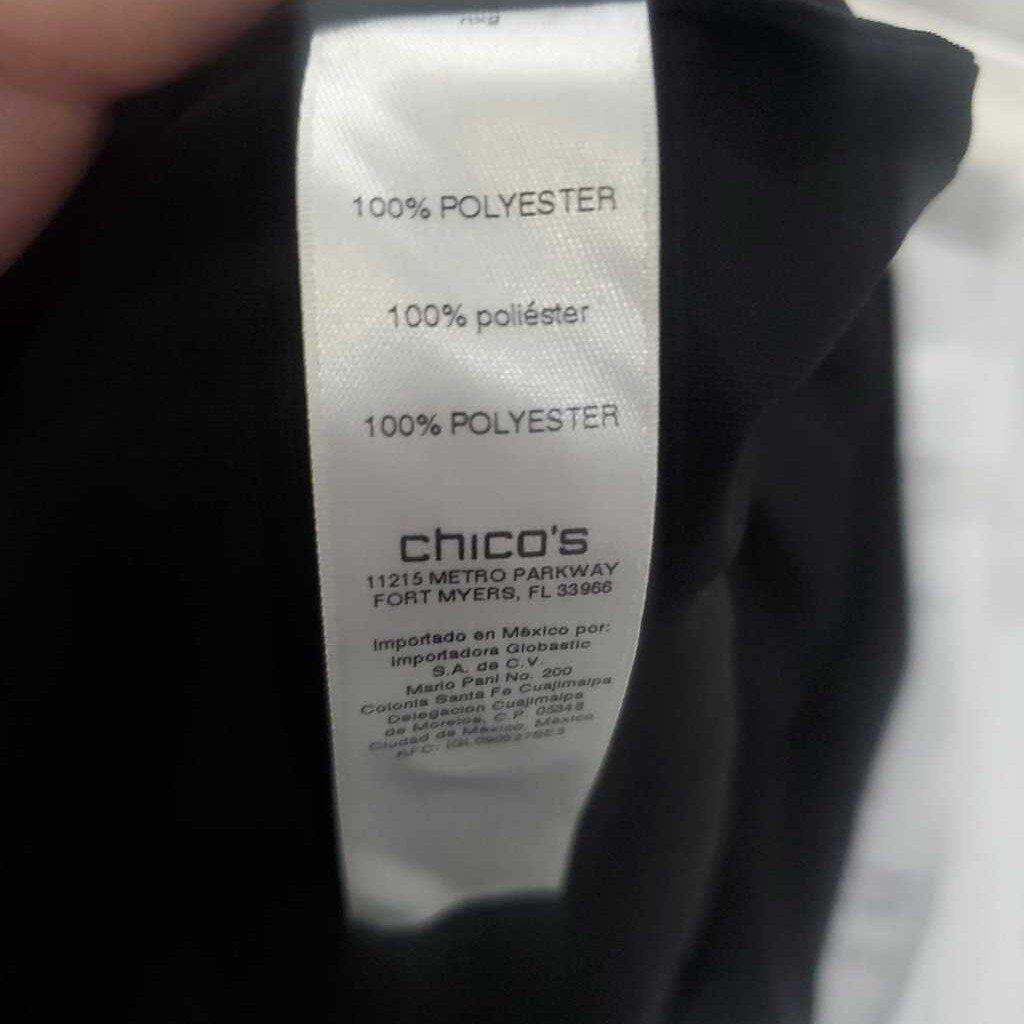 100% POLYESTER
100% poliéster
100% POLYESTER
chico's
11215 METRO PARKWAY
FORT MYERS, FL 33966
Importado en México por:
Importadora Globastic
S.A. de C.V.
Mario Pani No. 200
Colonia Santa Fe Cuajimalpa
Delegacion Cuajimalpa
de Morelos, C.P. 05348
Ciudad de México, México
RFC: